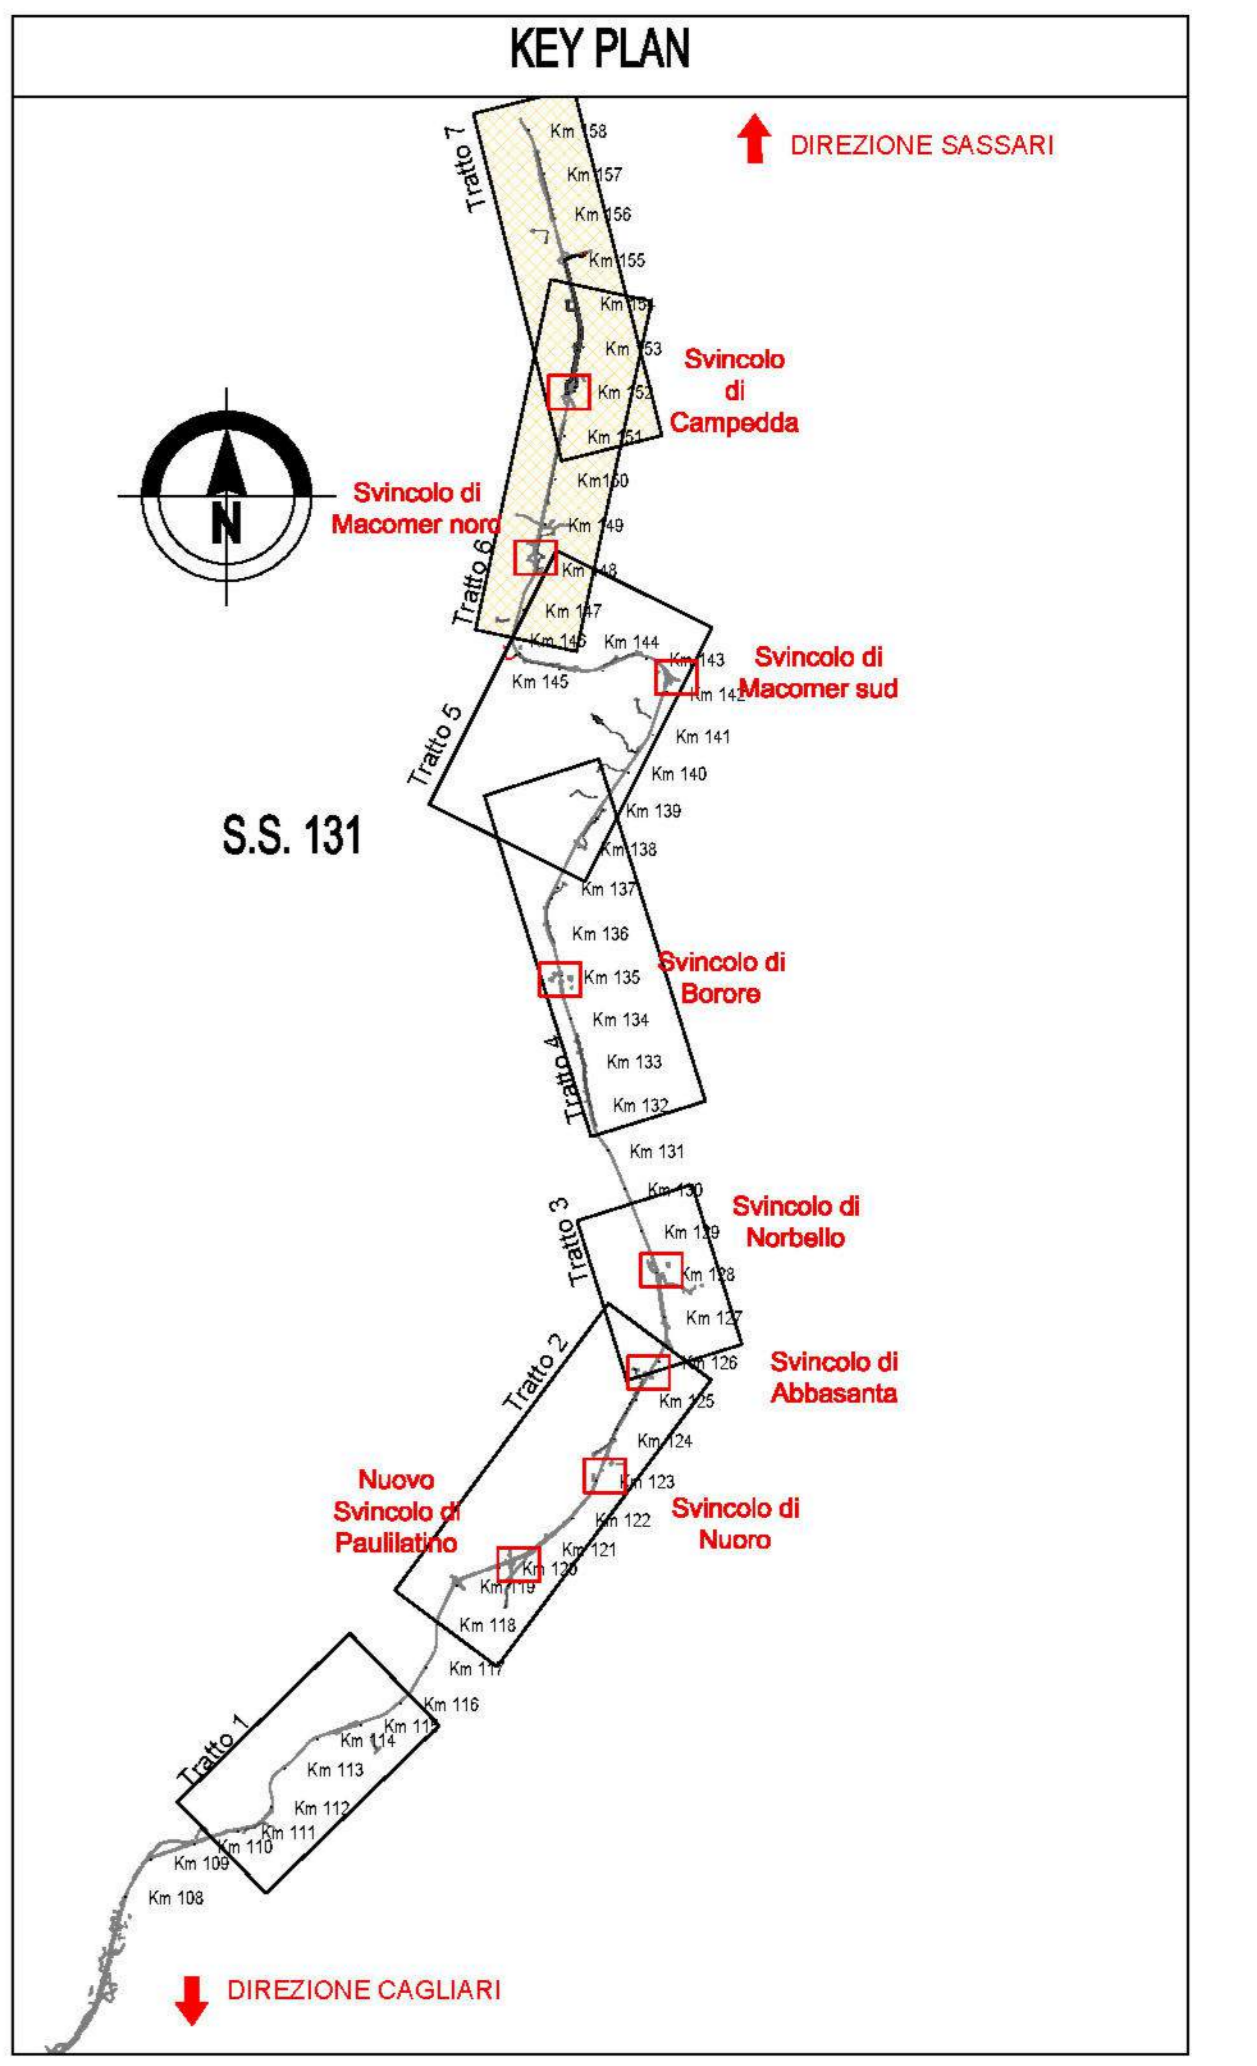 KEY PLAN
DIREZIONE SASSARI
Tratto 7
Km 158
Km 157
Km 156
Km 155
Km 154
Km 153
Svincolo
di
Campedda
Km 152
Km 151
Km150
Svincolo di
Macomer nord
Km 149
N
Tratto 6
Km 148
Km 147
Km 146
Km 144
Km 143
Svincolo di
Macomer sud
Km 145
Km 142
Tratto 5
Km 141
Km 140
Km 139
S.S. 131
Km 138
Km 137
Km 136
Svincolo di
Borore
Km 135
Km 134
Tratto 4
Km 133
Km 132
Km 131
Km 130
Tratto 3
Svincolo di
Norbello
Km 129
Km 128
Km 127
Tratto 2
Km 126
Svincolo di
Abbasanta
Km 125
Km 124
Km 123
Nuovo
Svincolo di
Paulilatino
Svincolo di
Nuoro
Km 122
Km 121
Km 120
Km 119
Km 118
Km 117
Km 116
Km 115
Km 114
Tratto 1
Km 113
Km 112
Km 111
Km 110
Km 109
Km 108
DIREZIONE CAGLIARI